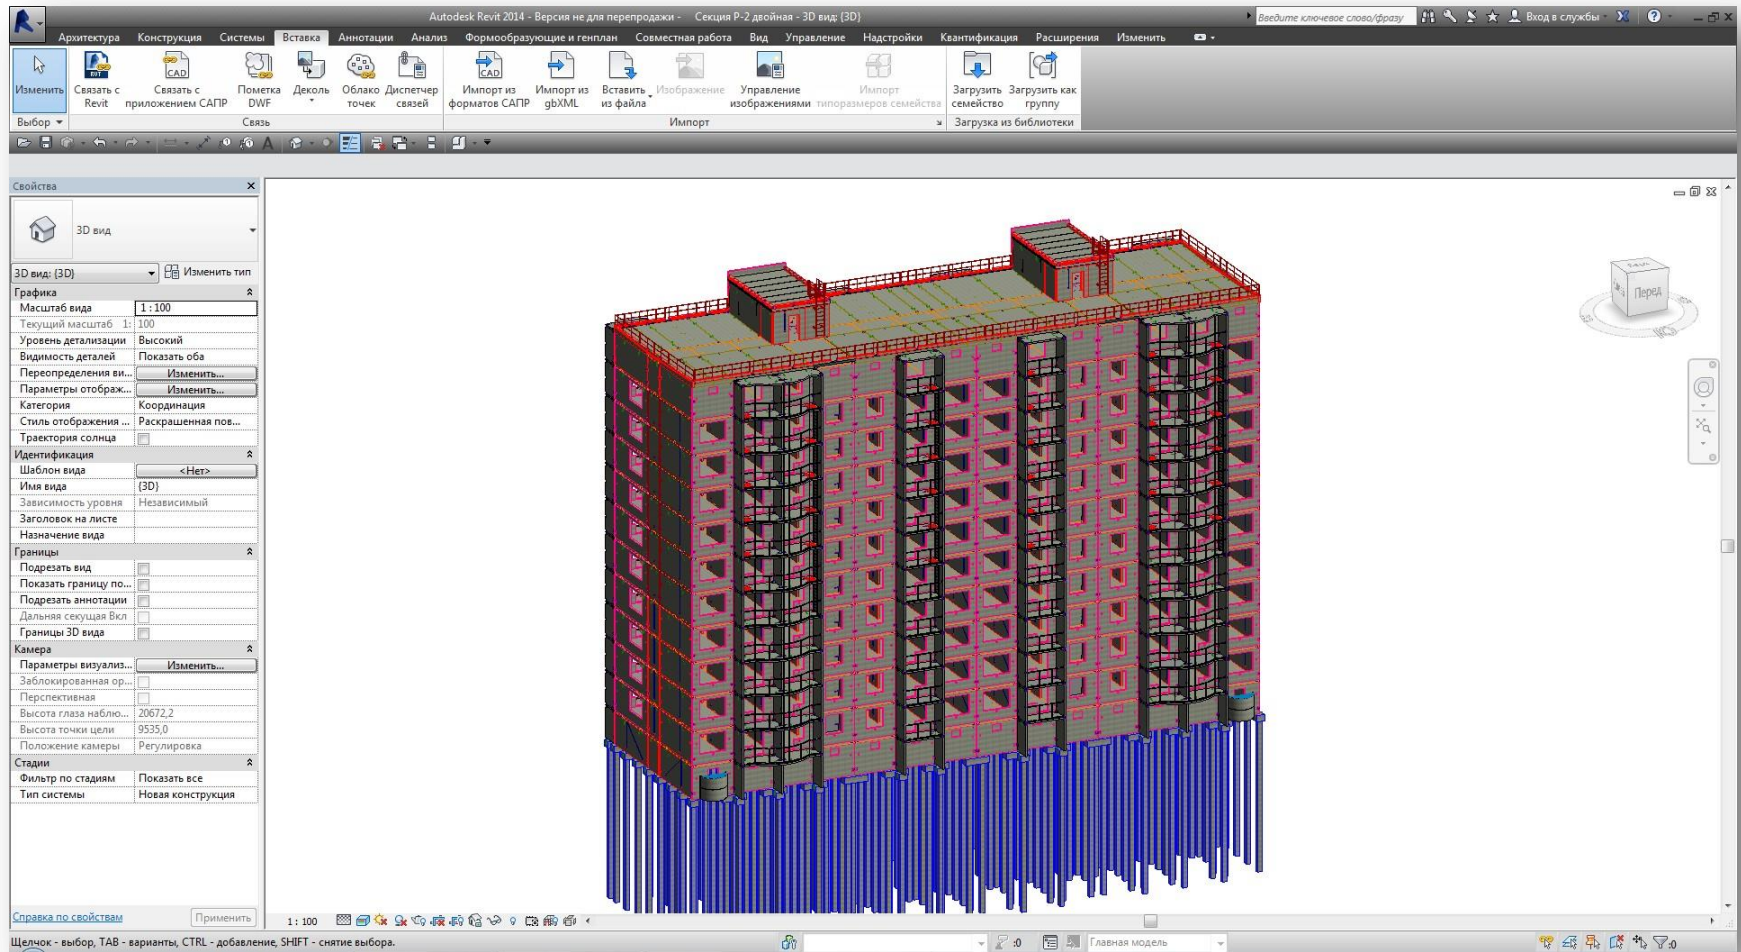 Autodesk Revit 2014 - Версия не для перепродажи - Секция Р-2 двойная - 3D вид: {3D}
Введите ключевое слово/фразу
Вход в службы
Архитектура Конструкция Системы Вставка Аннотации Анализ Формообразующие и генплан Совместная работа Вид Управление Надстройки Квантификация Расширения Изменить
Изменить
Связать с Revit
Связать с приложением САПР
Пометка DWF
Деколь
Облако точек
Диспетчер связей
Импорт из форматов САПР
Импорт из gbXML
Вставить из файла
Изображение
Управление изображениями
Импорт типоразмеров семейства
Загрузить семейство
Загрузить как группу
Выбор Связь Импорт Загрузка из библиотеки
Свойства
3D вид
3D вид: {3D} Изменить тип
Графика
Масштаб вида 1 : 100
Текущий масштаб 1: 100
Уровень детализации Высокий
Видимость деталей Показать оба
Переопределения ви... Изменить...
Параметры отображ... Изменить...
Категория Координация
Стиль отображения ... Раскрашенная пов...
Траектория солнца
Идентификация
Шаблон вида <Нет>
Имя вида {3D}
Зависимость уровня Независимый
Заголовок на листе
Назначение вида
Границы
Подрезать вид
Показать границу по...
Подрезать аннотации
Дальняя секущая Вкл
Границы 3D вида
Камера
Параметры визуализ... Изменить...
Заблокированная ор...
Перспективная
Высота глаза наблю... 20672,2
Высота точки цели 9535,0
Положение камеры Регулировка
Стадии
Фильтр по стадиям Показать все
Тип системы Новая конструкция
Перед
Справка по свойствам Применить
1 : 100
Щелчок - выбор, TAB - варианты, CTRL - добавление, SHIFT - снятие выбора.
:0
Главная модель
:0